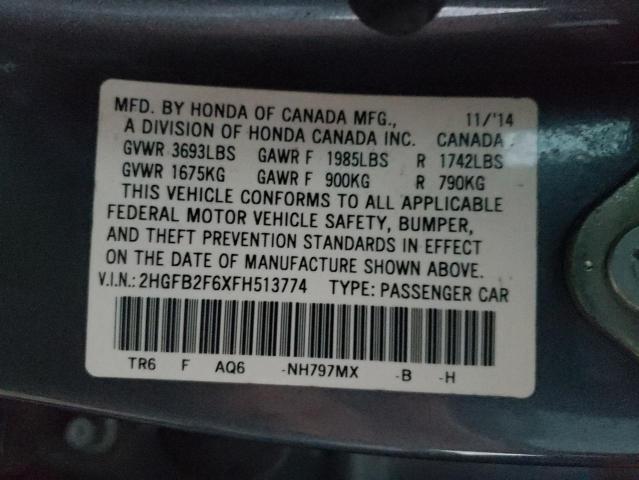 MFD. BY HONDA OF CANADA MFG., 11/'14
A DIVISION OF HONDA CANADA INC. CANADA
GVWR 3693LBS GAWR F 1985LBS R 1742LBS
GVWR 1675KG GAWR F 900KG R 790KG
THIS VEHICLE CONFORMS TO ALL APPLICABLE
FEDERAL MOTOR VEHICLE SAFETY, BUMPER,
AND THEFT PREVENTION STANDARDS IN EFFECT
ON THE DATE OF MANUFACTURE SHOWN ABOVE.
V.I.N.: 2HGFB2F6XFH513774 TYPE: PASSENGER CAR
TR6 F AQ6 -NH797MX -B -H